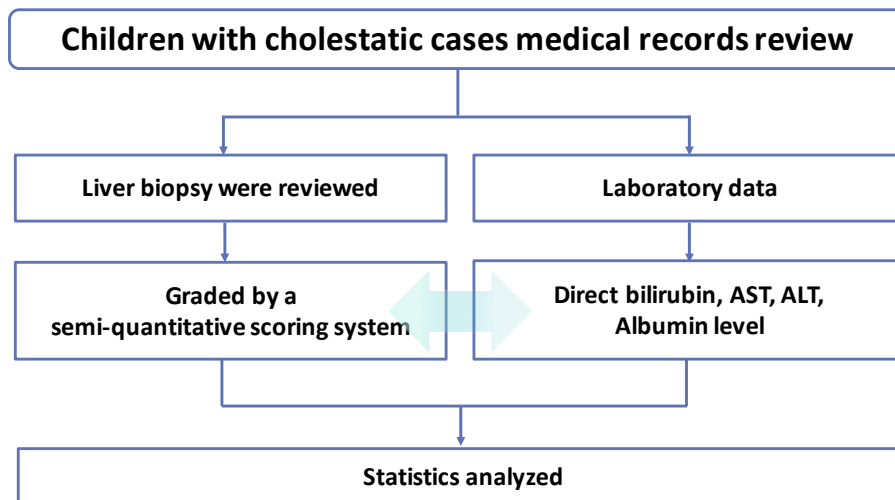 Children with cholestatic cases medical records review
Liver biopsy were reviewed
Laboratory data
Graded by a
semi-quantitative scoring system
Direct bilirubin, AST, ALT,
Albumin level
Statistics analyzed